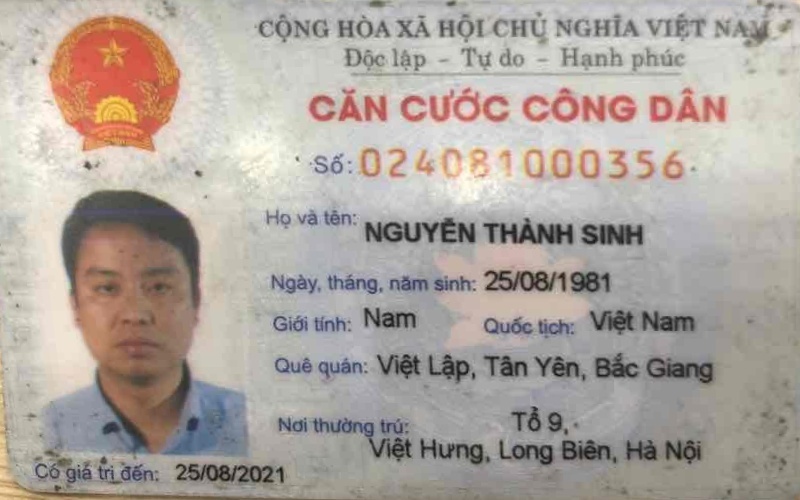 CỘNG HÒA XÃ HỘI CHỦ NGHĨA VIỆT NAM
Độc lập - Tự do - Hạnh phúc
CĂN CƯỚC CÔNG DÂN
Số: 024081000356
Họ và tên: NGUYỄN THÀNH SINH
Ngày, tháng, năm sinh: 25/08/1981
Giới tính: Nam Quốc tịch: Việt Nam
Quê quán: Việt Lập, Tân Yên, Bắc Giang
Nơi thường trú: Tổ 9,
Việt Hưng, Long Biên, Hà Nội
Có giá trị đến: 25/08/2021